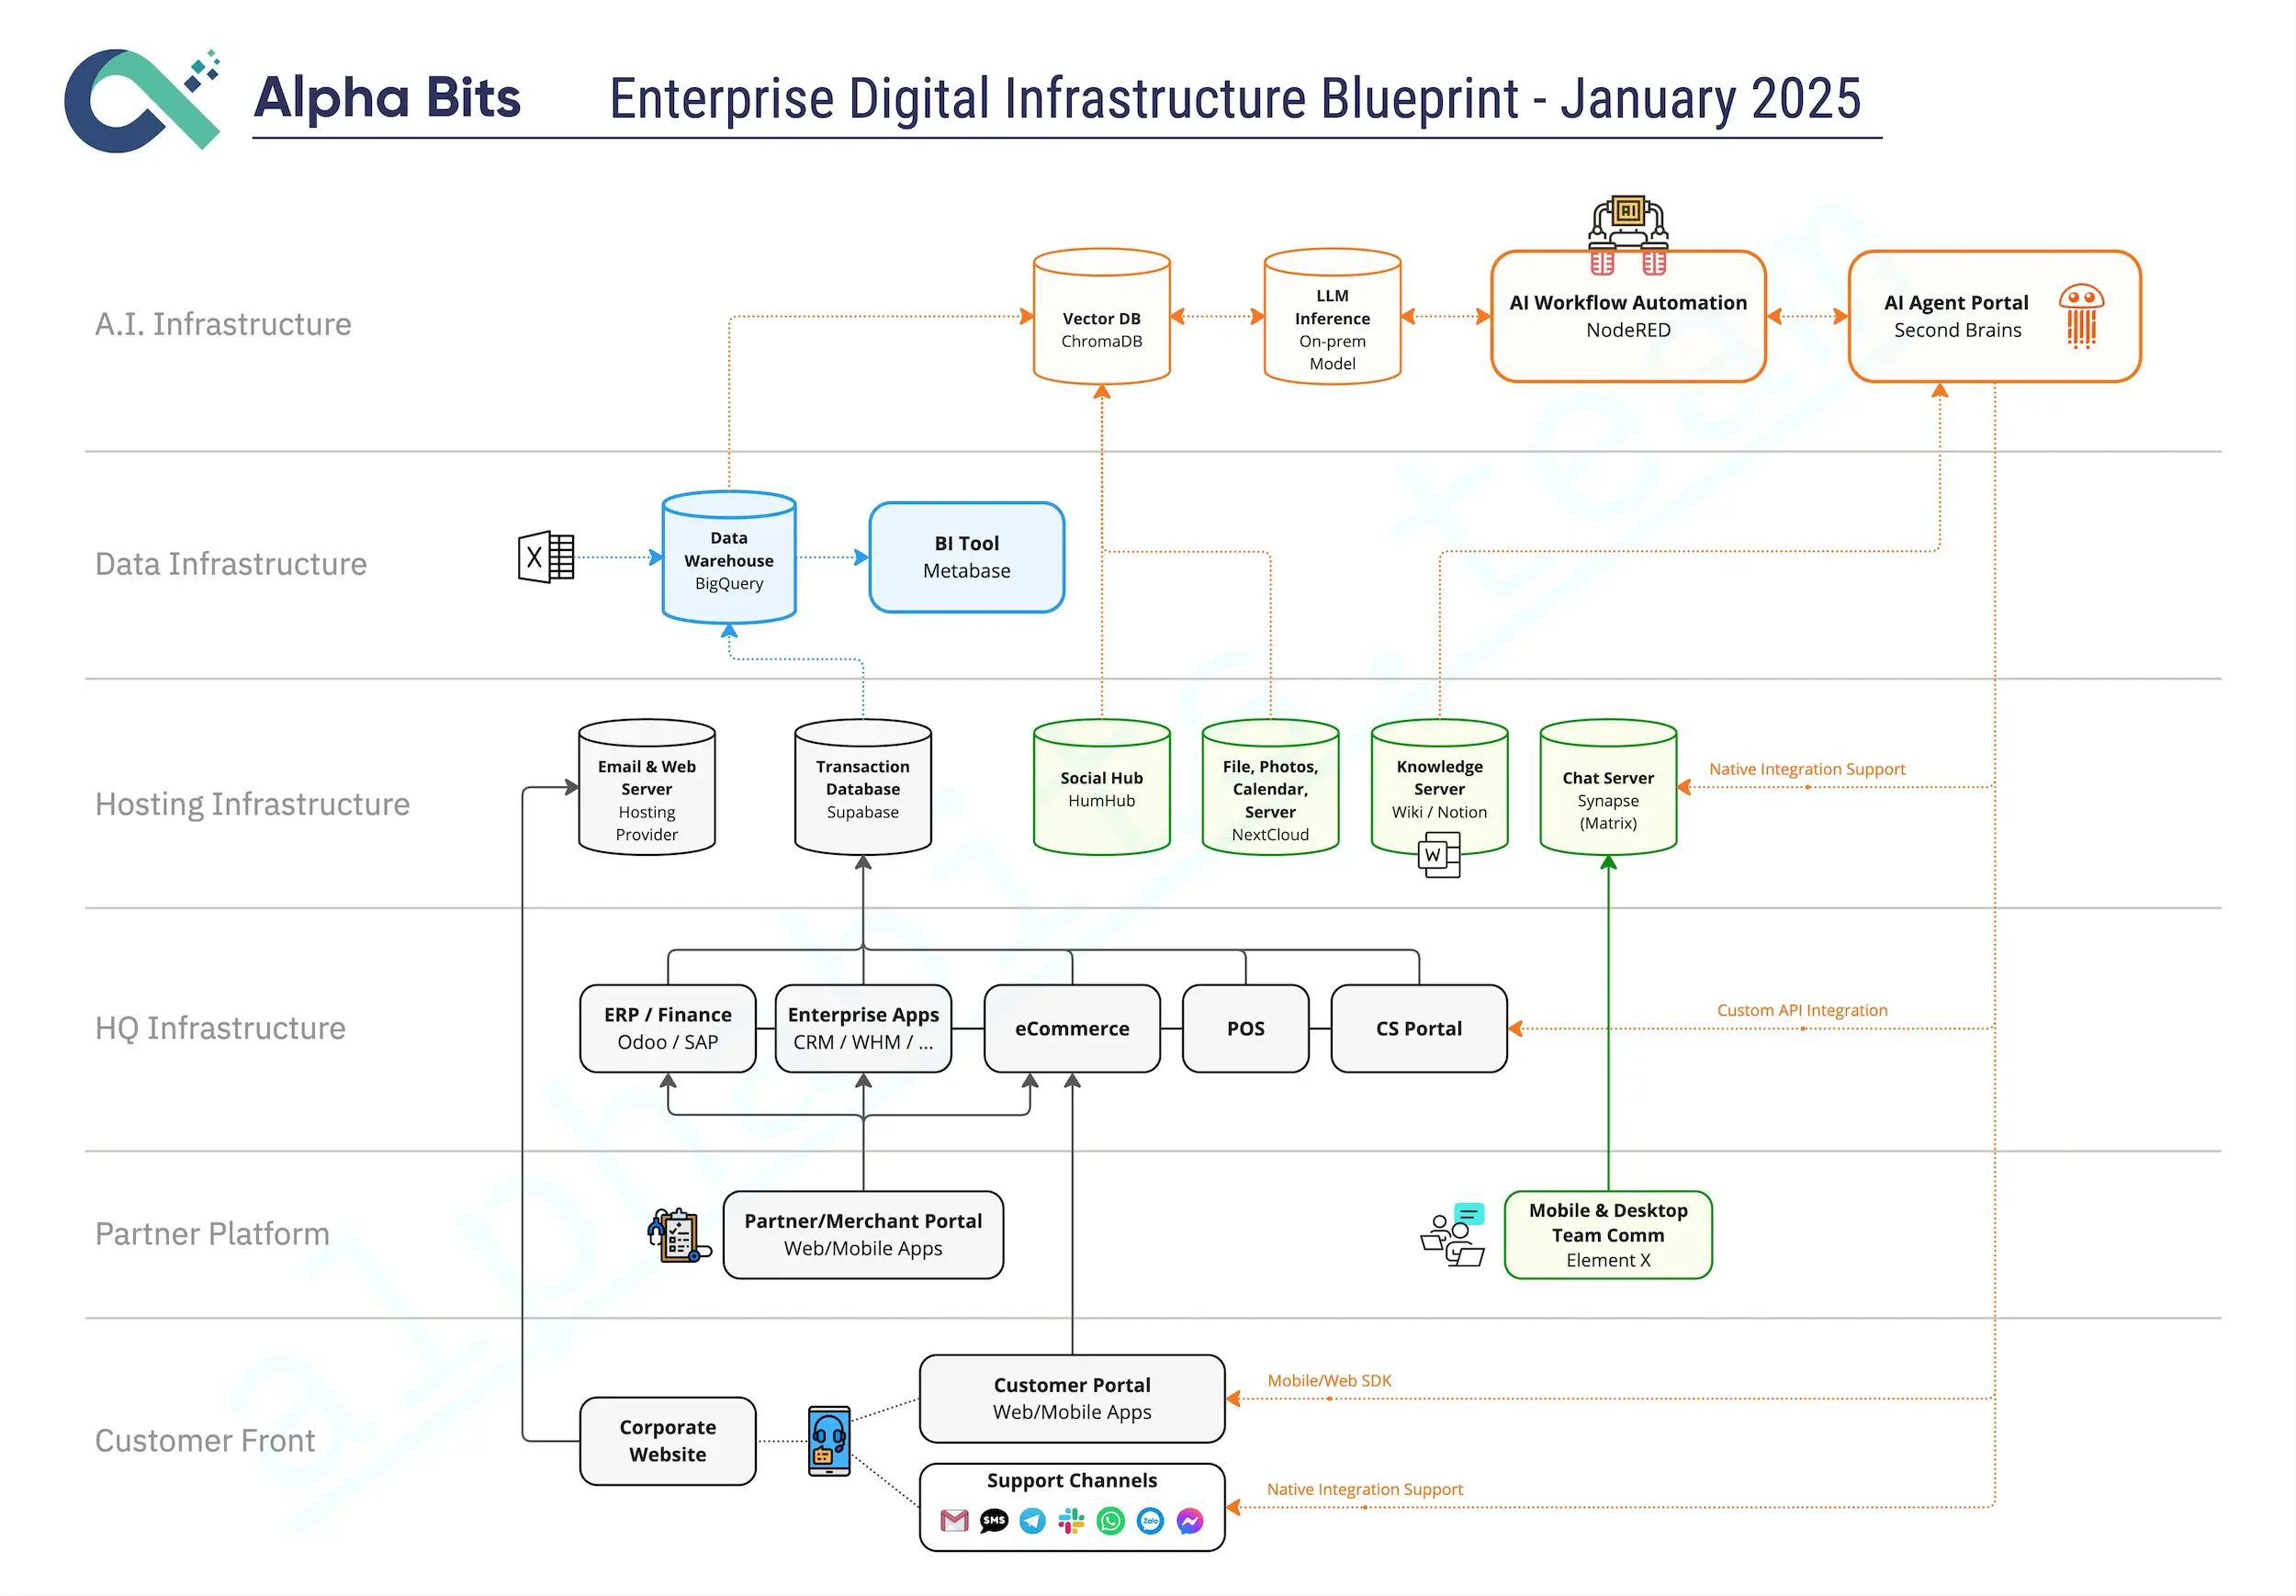 Alpha Bits
Enterprise Digital Infrastructure Blueprint - January 2025
A.I. Infrastructure
Vector DB
ChromaDB
LLM
Inference
On-prem
Model
AI
AI Workflow Automation
NodeRED
AI Agent Portal
Second Brains
Data Infrastructure
X
Data
Warehouse
BigQuery
BI Tool
Metabase
Hosting Infrastructure
Email & Web
Server
Hosting
Provider
Transaction
Database
Supabase
Social Hub
HumHub
File, Photos,
Calendar,
Server
NextCloud
Knowledge
Server
Wiki / Notion
W
Chat Server
Synapse
(Matrix)
Native Integration Support
HQ Infrastructure
ERP / Finance
Odoo / SAP
Enterprise Apps
CRM / WHM / ...
eCommerce
POS
CS Portal
Custom API Integration
Partner Platform
Partner/Merchant Portal
Web/Mobile Apps
Mobile & Desktop
Team Comm
Element X
Customer Front
Corporate
Website
Customer Portal
Web/Mobile Apps
Mobile/Web SDK
Support Channels
SMS
Zalo
Native Integration Support
alphabits.team